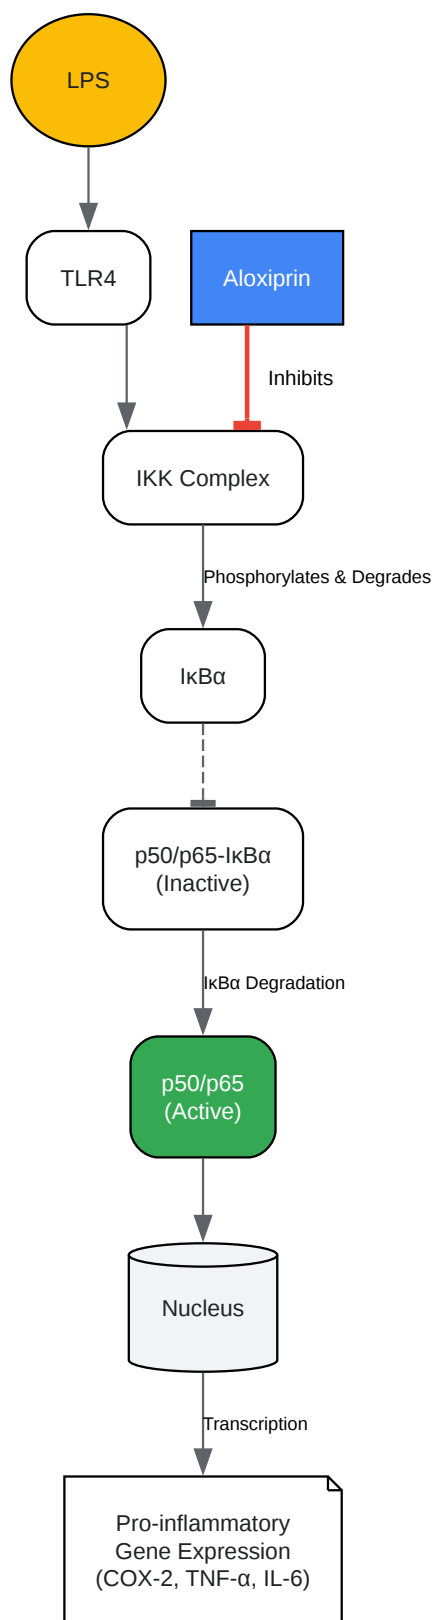 LPS
TLR4
Aloxiprin
Inhibits
IKK Complex
Phosphorylates & Degrades
IκBα
p50/p65-IκBα
(Inactive)
IκBα Degradation
p50/p65
(Active)
Nucleus
Transcription
Pro-inflammatory
Gene Expression
(COX-2, TNF-α, IL-6)